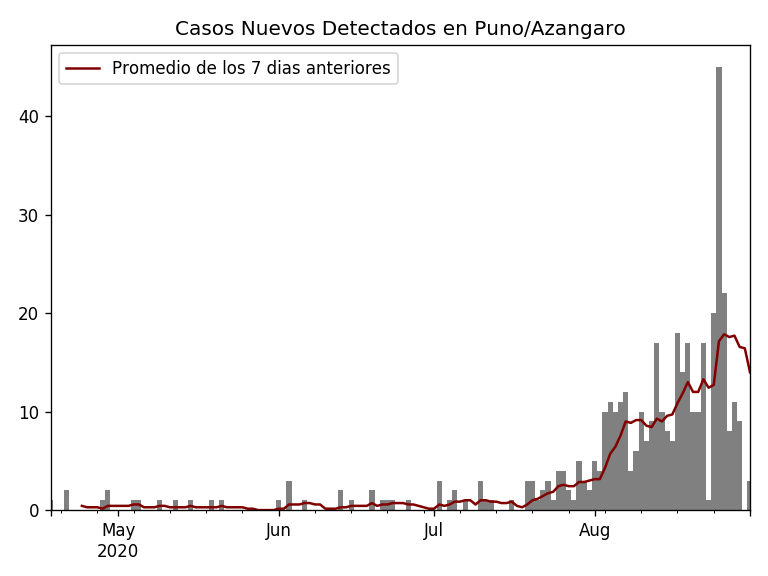 Casos Nuevos Detectados en Puno/Azangaro
Promedio de los 7 dias anteriores
40
30
20
10
0
May
2020
Jun
Jul
Aug